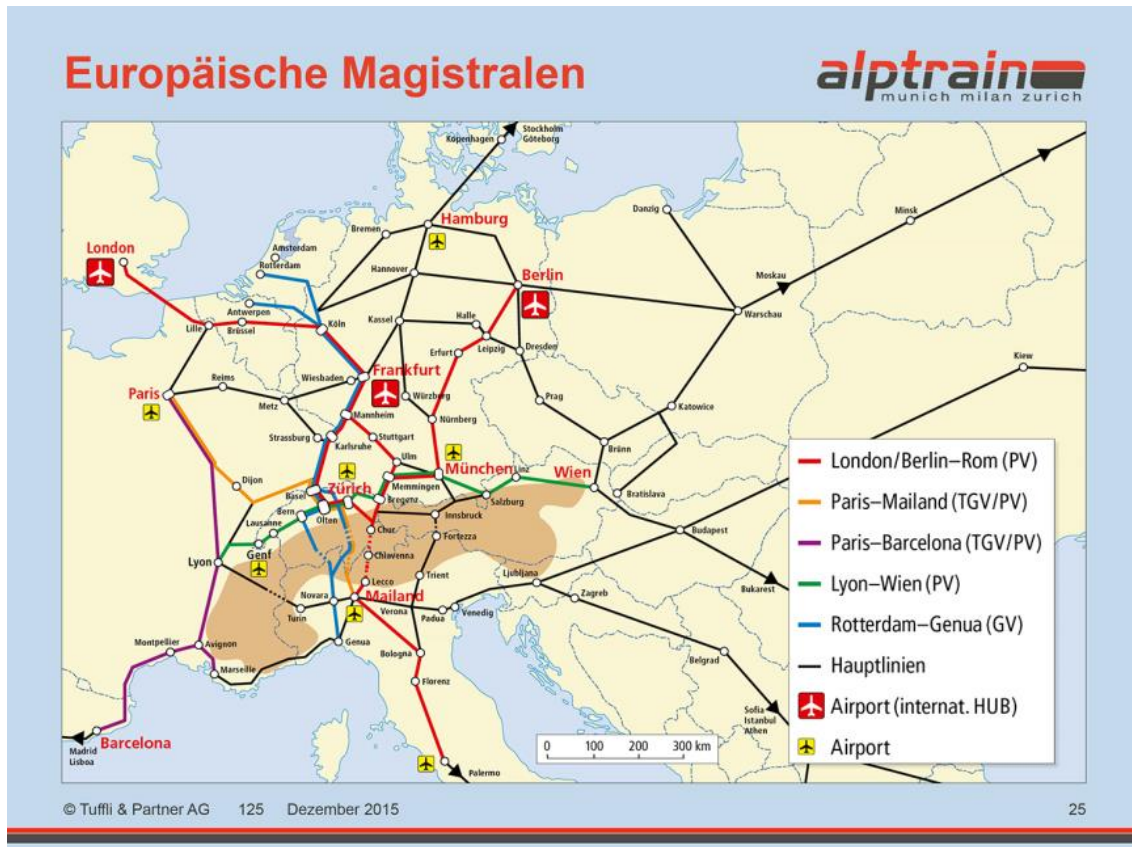 Europäische Magistralen
alptrain
munich milan zurich
Stockholm
Göteborg
Kopenhagen
Danzig
Hamburg
Bremen
Minsk
London
Amsterdam
Rotterdam
Hannover
Berlin
Moskau
Antwerpen
Warschau
Lille
Brüssel
Köln
Kassel
Halle
Leipzig
Dresden
Erfurt
Kiew
Frankfurt
Wiesbaden
Reims
Paris
Metz
Würzburg
Prag
Katowice
Mannheim
Nürnberg
Strassburg
Karlsruhe
Stuttgart
Brünn
Ulm
München
Linz
Wien
Dijon
Zürich
Memmingen
Salzburg
Bratislava
Basel
Bregenz
Bern
Olten
Innsbruck
Lausanne
Chur
Budapest
Genf
Fortezza
Lyon
Chiavenna
Lecco
Trient
Ljubljana
Bukarest
Novara
Mailand
Zagreb
Turin
Verona
Padua
Venedig
Genua
Bologna
Montpellier
Avignon
Belgrad
Marseille
Florenz
Sofia
Istanbul
Athen
Barcelona
Madrid
Lisboa
Palermo
0 100 200 300 km
London/Berlin–Rom (PV)
Paris–Mailand (TGV/PV)
Paris–Barcelona (TGV/PV)
Lyon–Wien (PV)
Rotterdam–Genua (GV)
Hauptlinien
Airport (internat. HUB)
Airport
© Tuffli & Partner AG 125 Dezember 2015
25